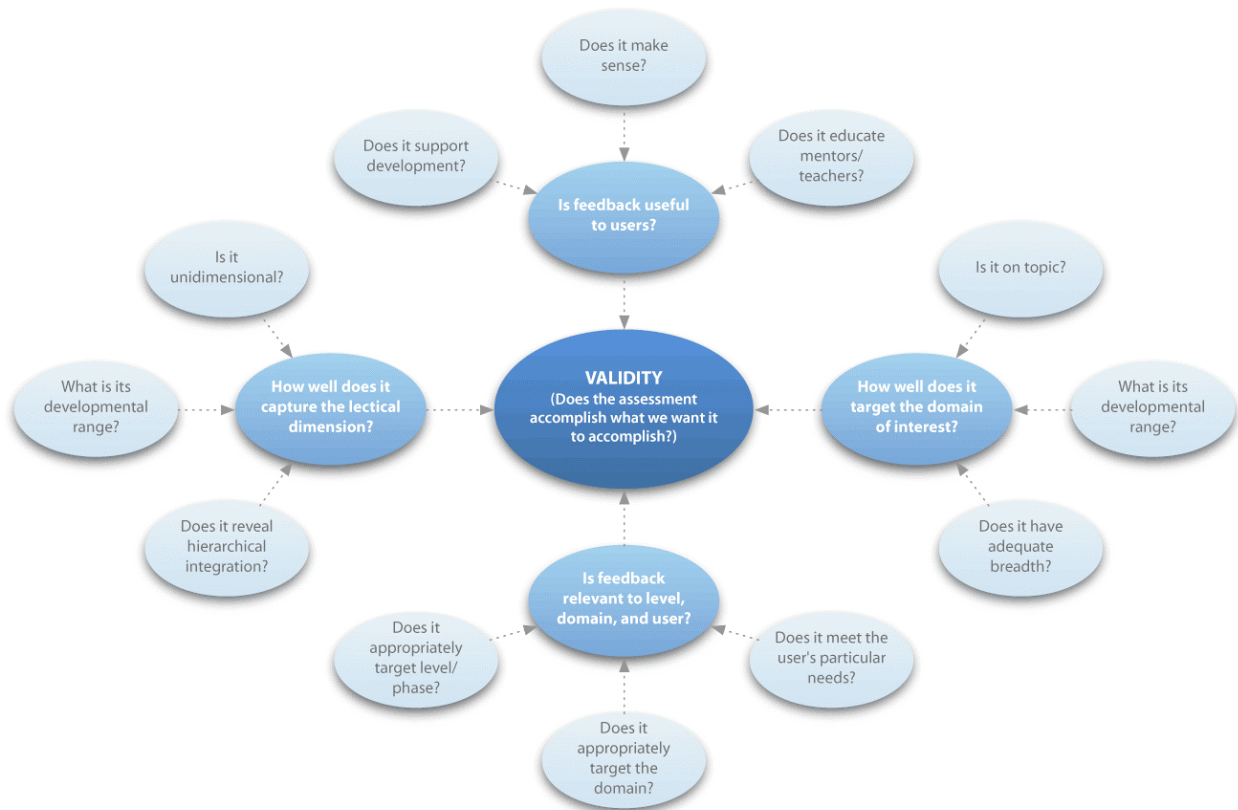 Does it make
sense?
Does it support
development?
Does it educate
mentors/
teachers?
Is feedback useful
to users?
Is it
unidimensional?
Is it on topic?
What is its
developmental
range?
How well does it
capture the lectical
dimension?
VALIDITY
(Does the assessment
accomplish what we want it
to accomplish?)
How well does it
target the domain
of interest?
What is its
developmental
range?
Does it reveal
hierarchical
integration?
Does it have
adequate
breadth?
Is feedback
relevant to level,
domain, and user?
Does it
appropriately
target level/
phase?
Does it meet the
user's particular
needs?
Does it
appropriately
target the
domain?